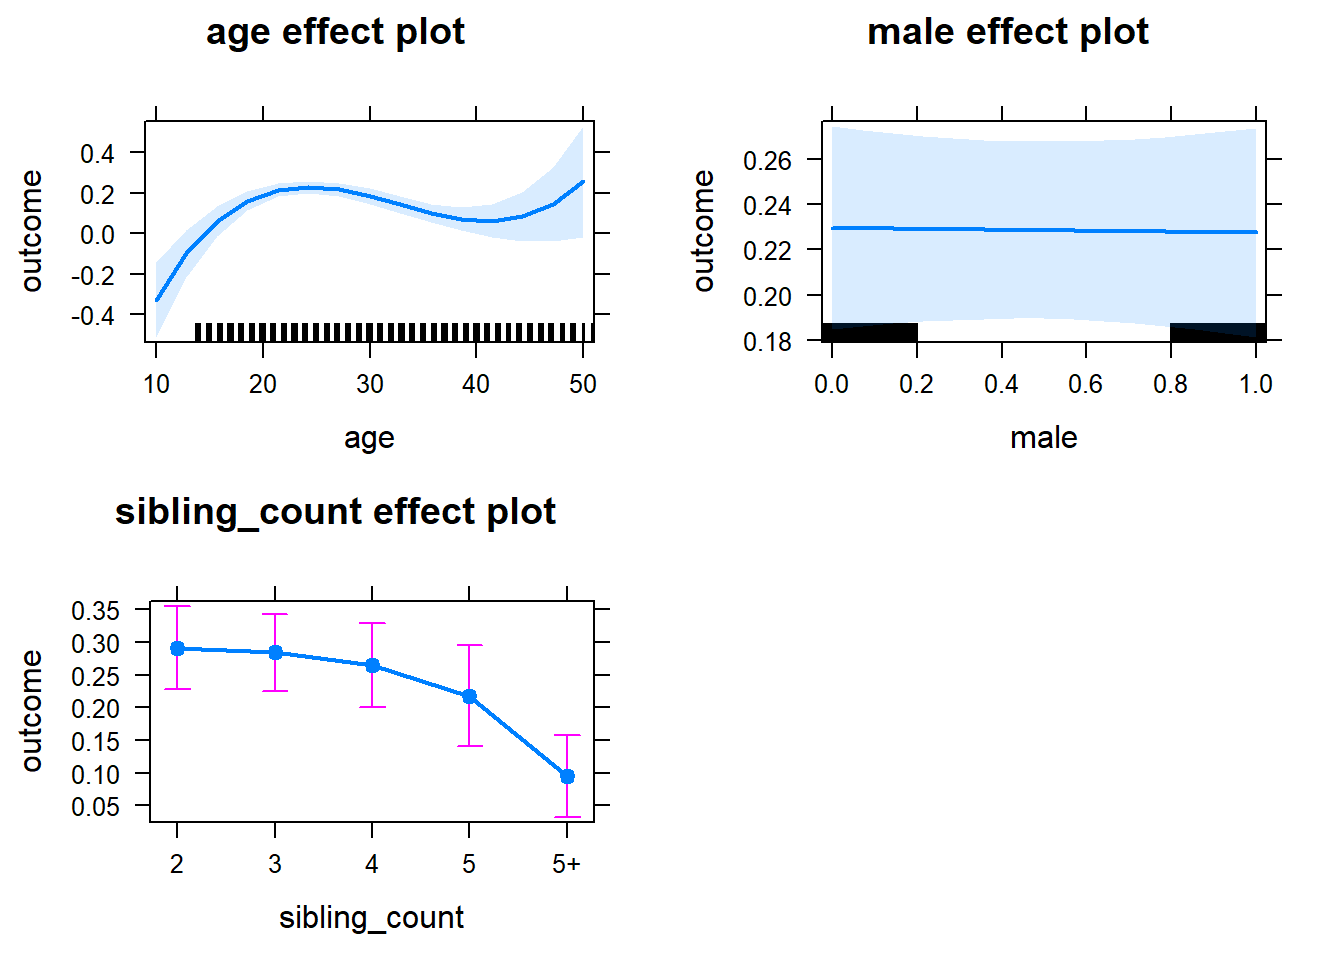 age effect plot
outcome
0.4
0.2
0.0
-0.2
-0.4
10 20 30 40 50
age
male effect plot
outcome
0.26
0.24
0.22
0.20
0.18
0.0 0.2 0.4 0.6 0.8 1.0
male
sibling_count effect plot
outcome
0.35
0.30
0.25
0.20
0.15
0.10
0.05
2 3 4 5 5+
sibling_count